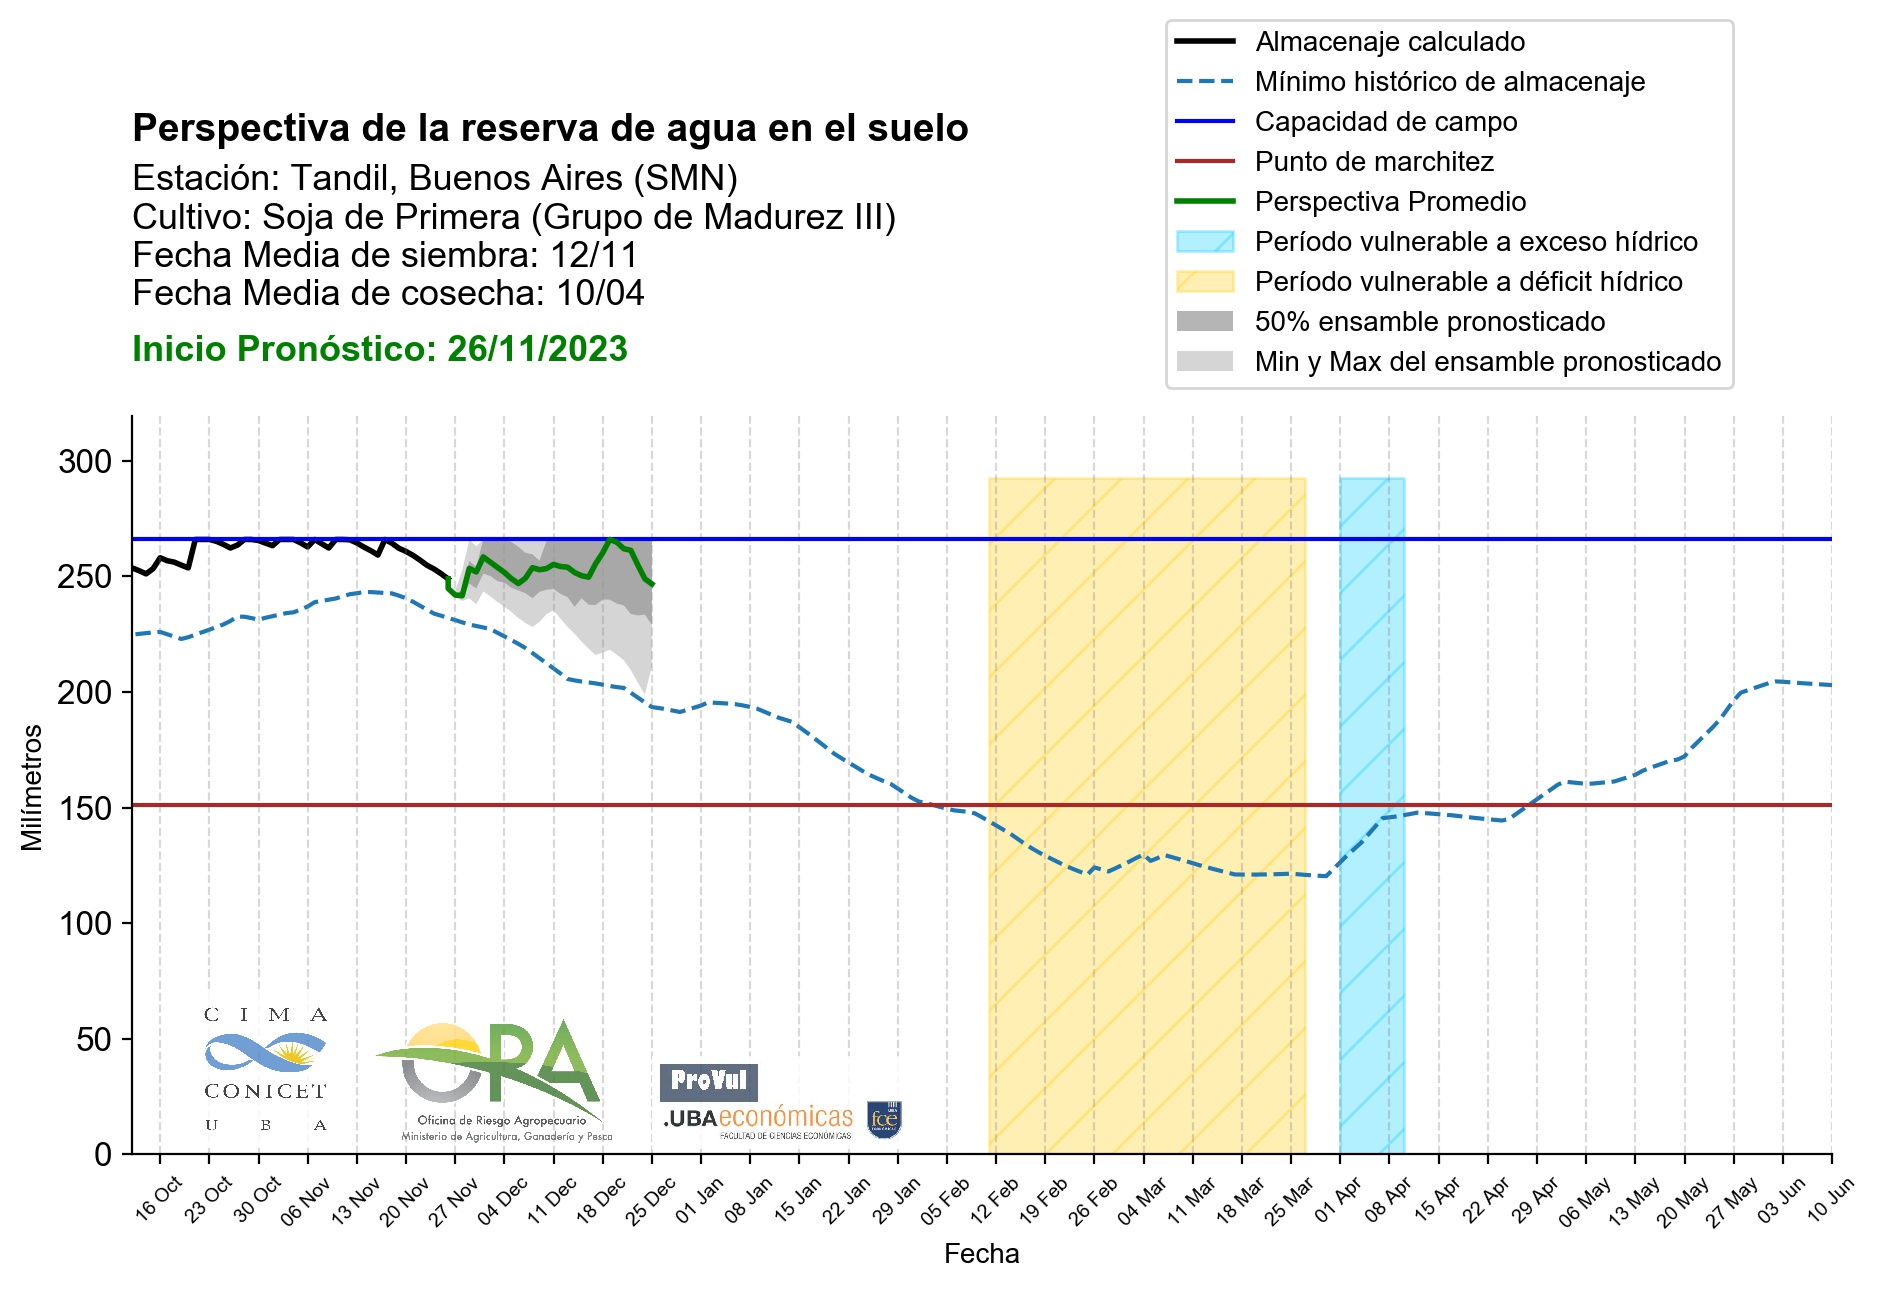 Almacenaje calculado
Mínimo histórico de almacenaje
Capacidad de campo
Punto de marchitez
Perspectiva Promedio
Período vulnerable a exceso hídrico
Período vulnerable a déficit hídrico
50% ensamble pronosticado
Min y Max del ensamble pronosticado
Perspectiva de la reserva de agua en el suelo
Estación: Tandil, Buenos Aires (SMN)
Cultivo: Soja de Primera (Grupo de Madurez III)
Fecha Media de siembra: 12/11
Fecha Media de cosecha: 10/04
Inicio Pronóstico: 26/11/2023
300
250
200
150
100
50
0
Milímetros
CIMA
CONICET
UBA
ORA
Oficina de Riesgo Agropecuario
Ministerio de Agricultura, Ganadería y Pesca
ProVul
.UBAeconómicas
FACULTAD DE CIENCIAS ECONÓMICAS
fce
16 Oct
23 Oct
30 Oct
06 Nov
13 Nov
20 Nov
27 Nov
04 Dec
11 Dec
18 Dec
25 Dec
01 Jan
08 Jan
15 Jan
22 Jan
29 Jan
05 Feb
12 Feb
19 Feb
26 Feb
04 Mar
11 Mar
18 Mar
25 Mar
01 Apr
08 Apr
15 Apr
22 Apr
29 Apr
06 May
13 May
20 May
27 May
03 Jun
10 Jun
Fecha